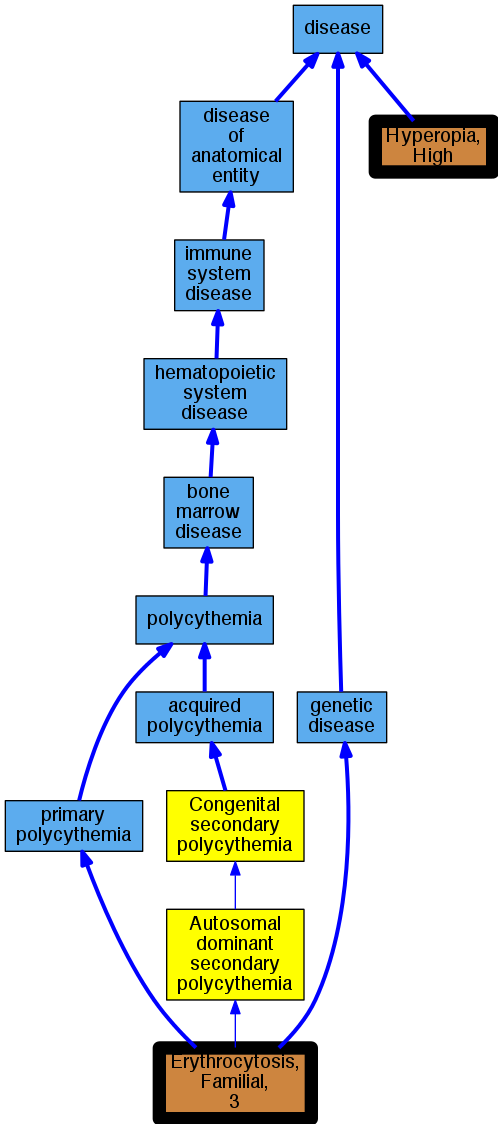 disease
disease
of
anatomical
entity
Hyperopia,
High
immune
system
disease
hematopoietic
system
disease
bone
marrow
disease
polycythemia
acquired
polycythemia
genetic
disease
primary
polycythemia
Congenital
secondary
polycythemia
Autosomal
dominant
secondary
polycythemia
Erythrocytosis,
Familial,
3